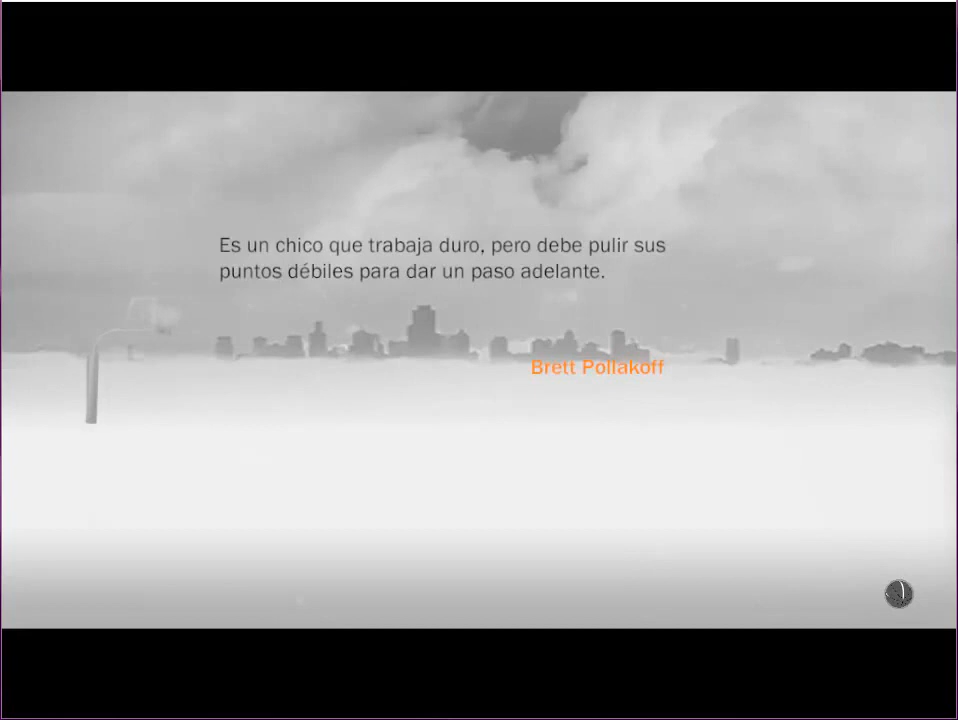 Es un chico que trabaja duro, pero debe pulir sus
puntos débiles para dar un paso adelante.
Brett Pollakoff